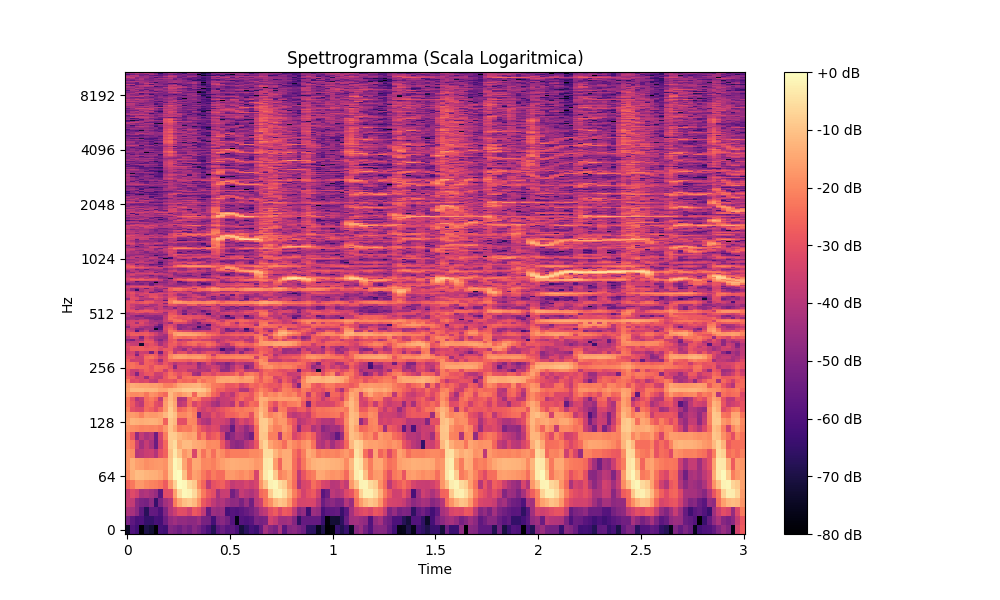 Spettrogramma (Scala Logaritmica)
Hz
8192
4096
2048
1024
512
256
128
64
0
0
0.5
1
1.5
2
2.5
3
Time
+0 dB
-10 dB
-20 dB
-30 dB
-40 dB
-50 dB
-60 dB
-70 dB
-80 dB